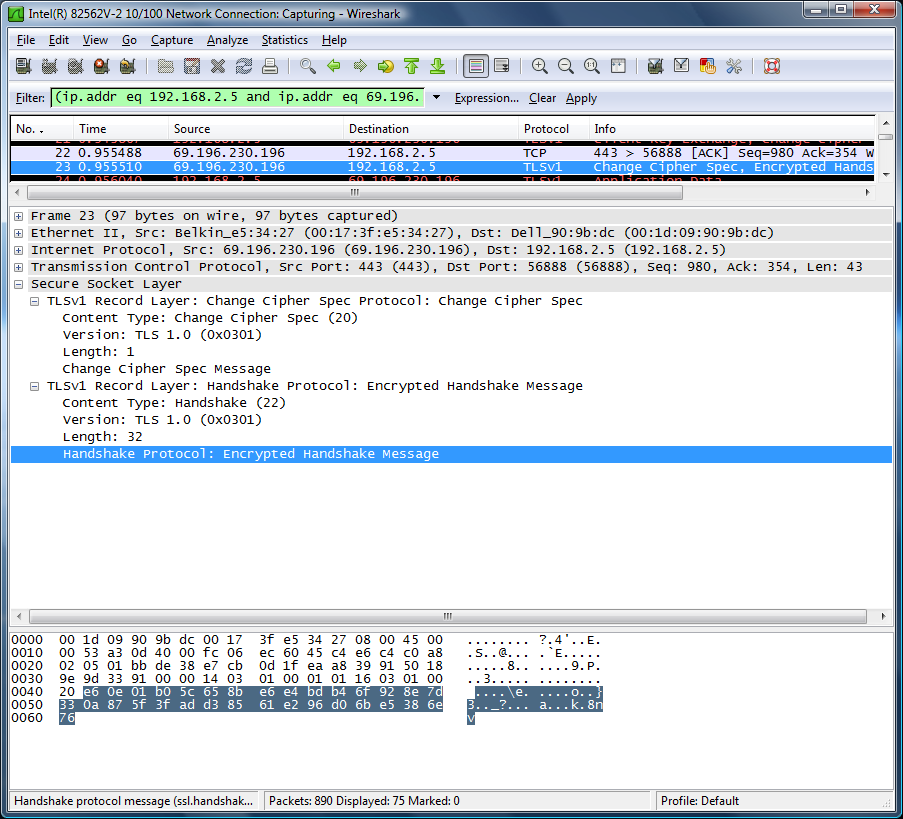 Intel(R) 82562V-2 10/100 Network Connection: Capturing - Wireshark
File Edit View Go Capture Analyze Statistics Help
Filter: (ip.addr eq 192.168.2.5 and ip.addr eq 69.196. Expression... Clear Apply
No. . Time Source Destination Protocol Info
22 0.955488 69.196.230.196 192.168.2.5 TCP 443 > 56888 [ACK] Seq=980 Ack=354 W
23 0.955510 69.196.230.196 192.168.2.5 TLSv1 Change Cipher Spec, Encrypted Hands
24 0.956040 192.168.2.5 69.196.230.196 TLSv1 Application Data
Frame 23 (97 bytes on wire, 97 bytes captured)
Ethernet II, Src: Belkin_e5:34:27 (00:17:3f:e5:34:27), Dst: Dell_90:9b:dc (00:1d:09:90:9b:dc)
Internet Protocol, Src: 69.196.230.196 (69.196.230.196), Dst: 192.168.2.5 (192.168.2.5)
Transmission Control Protocol, Src Port: 443 (443), Dst Port: 56888 (56888), Seq: 980, Ack: 354, Len: 43
Secure Socket Layer
TLSv1 Record Layer: Change Cipher Spec Protocol: Change Cipher Spec
Content Type: Change Cipher Spec (20)
Version: TLS 1.0 (0x0301)
Length: 1
Change Cipher Spec Message
TLSv1 Record Layer: Handshake Protocol: Encrypted Handshake Message
Content Type: Handshake (22)
Version: TLS 1.0 (0x0301)
Length: 32
Handshake Protocol: Encrypted Handshake Message
0000 00 1d 09 90 9b dc 00 17 3f e5 34 27 08 00 45 00 ........ ?.4'..E.
0010 00 53 a3 0d 40 00 fc 06 ec 60 45 c4 e6 c4 c0 a8 .S..@... .`E.....
0020 02 05 01 bb de 38 e7 cb 0d 1f ea a8 39 91 50 18 .....8.. ....9.P.
0030 9e 9d 33 91 00 00 14 03 01 00 01 01 16 03 01 00 ..3..... ........
0040 20 e6 0e 01 b0 5c 65 8b e6 e4 bd b4 6f 92 8e 7d ....\e. ....o..}
0050 33 0a 87 5f 3f ad d3 85 61 e2 96 d0 6b e5 38 6e 3.._?... a...k.8n
0060 76 v
Handshake protocol message (ssl.handshak... Packets: 890 Displayed: 75 Marked: 0 Profile: Default